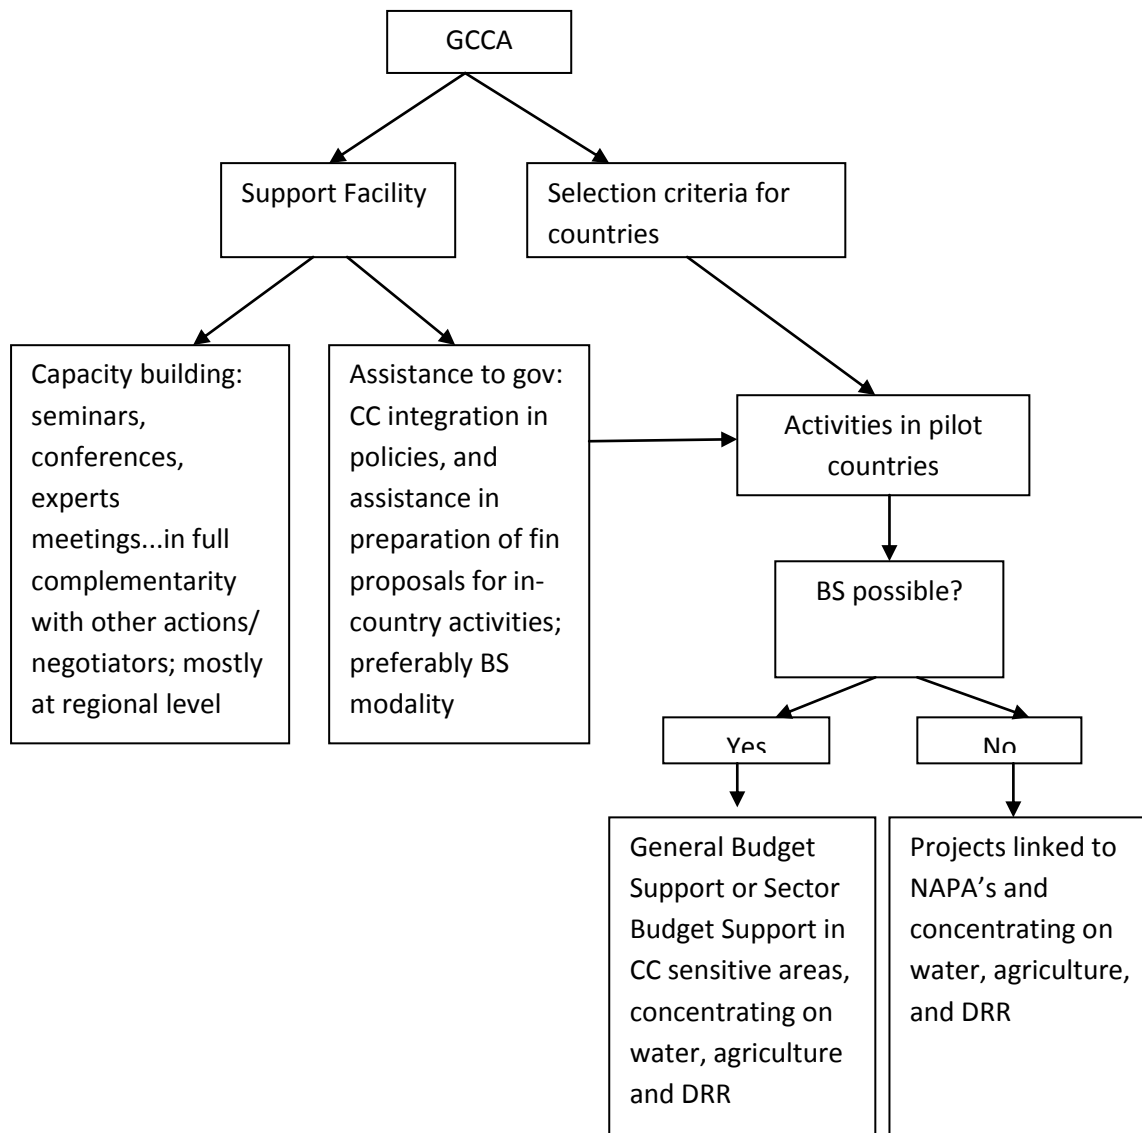 GCCA
Support Facility
Selection criteria for
countries
Capacity building:
seminars,
conferences,
experts
meetings...in full
complementarity
with other actions/
negotiators; mostly
at regional level
Assistance to gov:
CC integration in
policies, and
assistance in
preparation of fin
proposals for in-
country activities;
preferably BS
modality
Activities in pilot
countries
BS possible?
Yes
No
General Budget
Support or Sector
Budget Support in
CC sensitive areas,
concentrating on
water, agriculture
and DRR
Projects linked to
NAPA’s and
concentrating on
water, agriculture,
and DRR